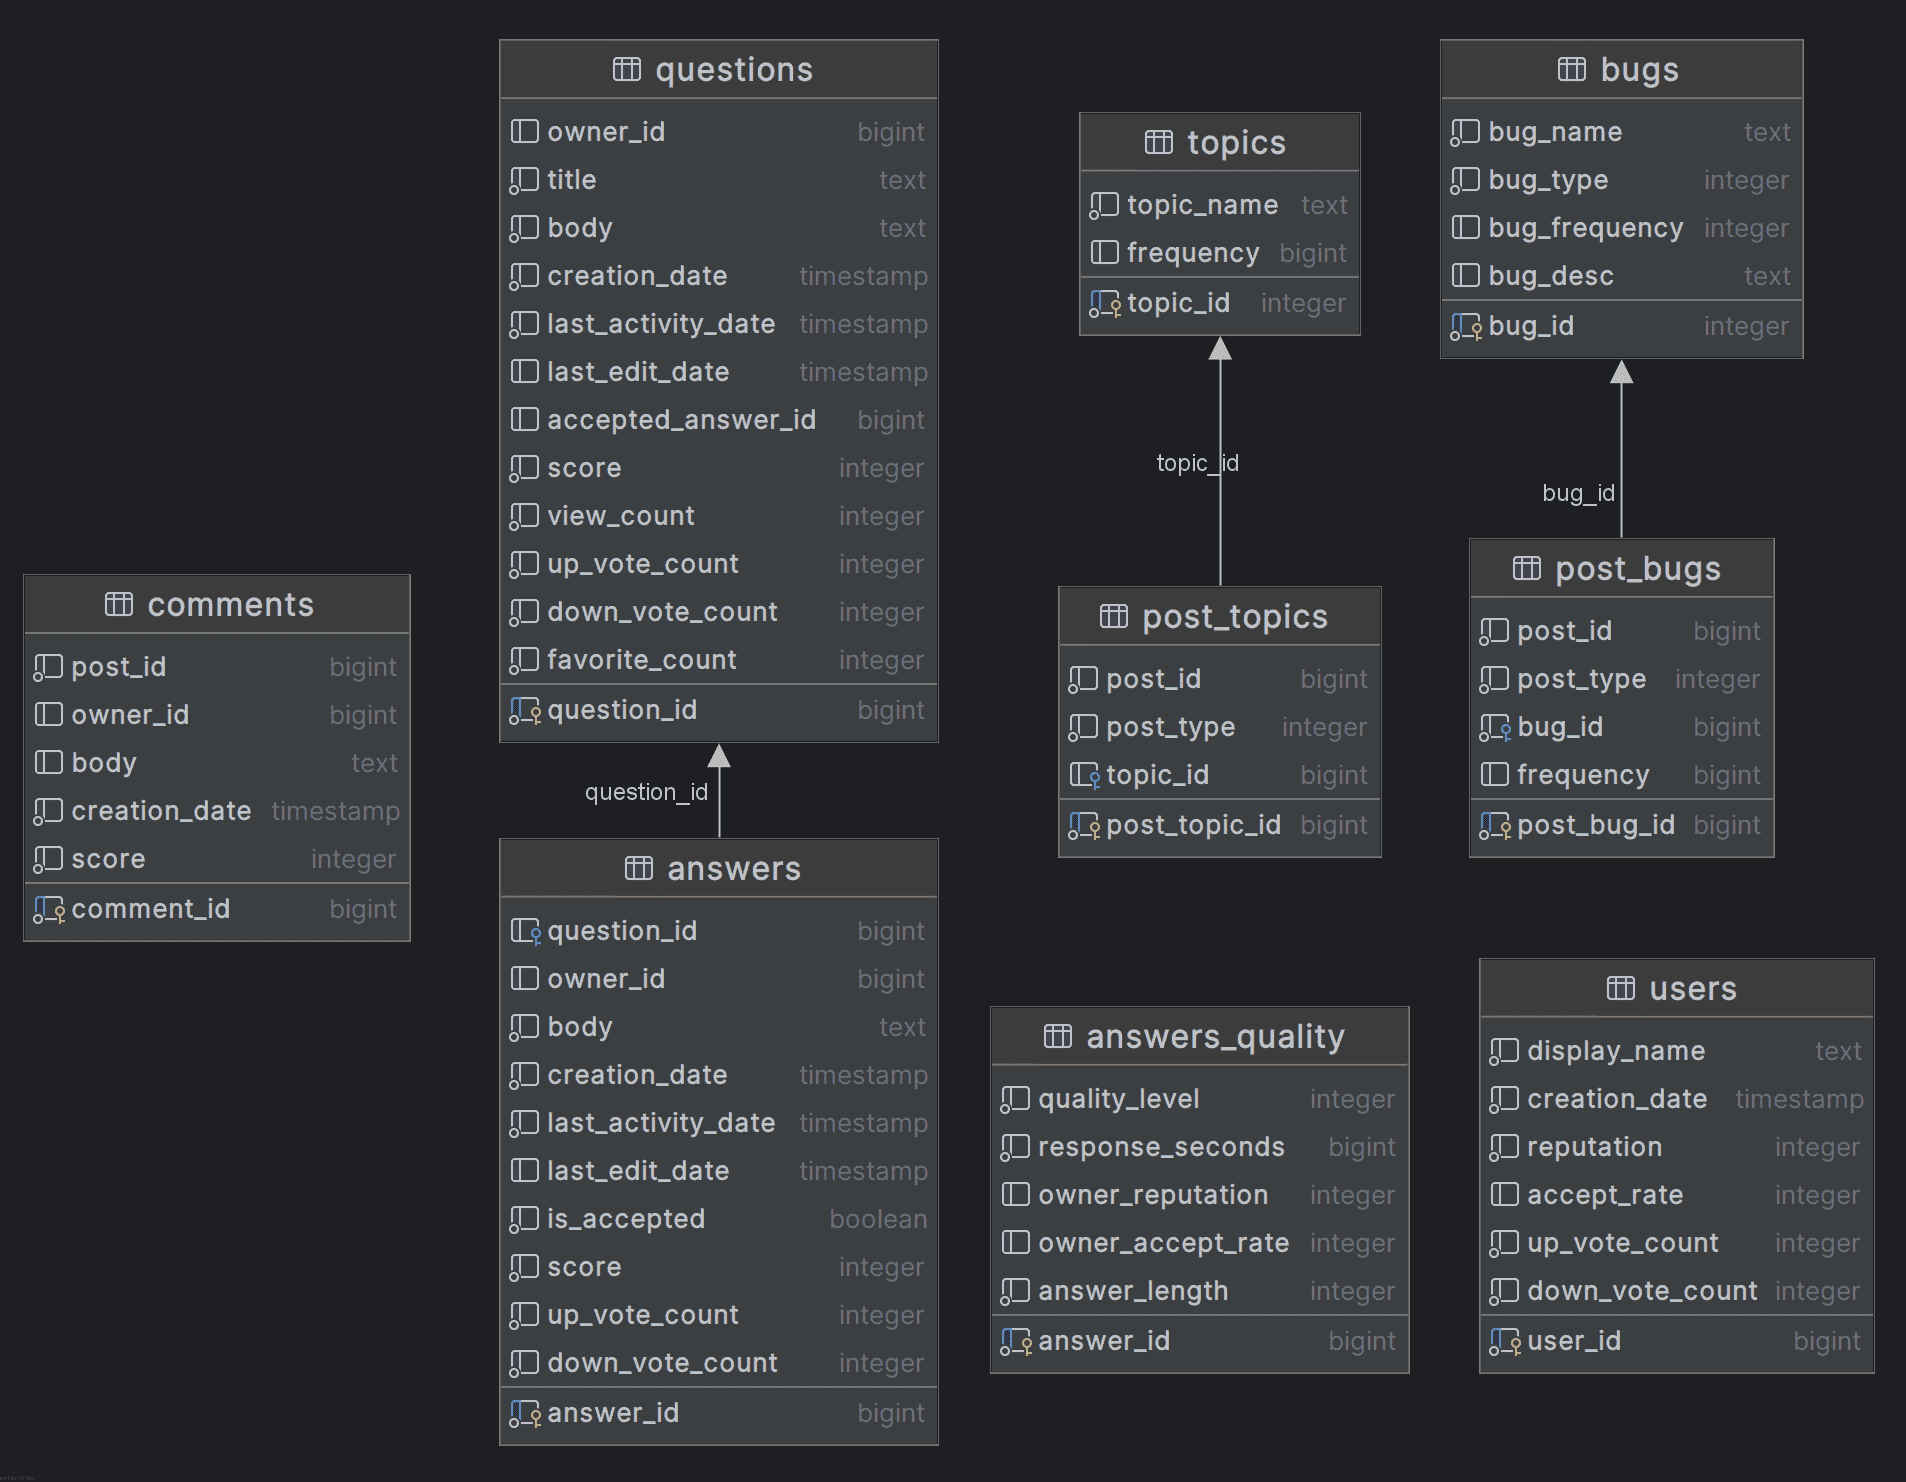 questions
owner_id bigint
title text
body text
creation_date timestamp
last_activity_date timestamp
last_edit_date timestamp
accepted_answer_id bigint
score integer
view_count integer
up_vote_count integer
down_vote_count integer
favorite_count integer
question_id bigint
topics
topic_name text
frequency bigint
topic_id integer
bugs
bug_name text
bug_type integer
bug_frequency integer
bug_desc text
bug_id integer
topic_id
bug_id
comments
post_id bigint
owner_id bigint
body text
creation_date timestamp
score integer
comment_id bigint
post_topics
post_id bigint
post_type integer
topic_id bigint
post_topic_id bigint
post_bugs
post_id bigint
post_type integer
bug_id bigint
frequency bigint
post_bug_id bigint
question_id
answers
question_id bigint
owner_id bigint
body text
creation_date timestamp
last_activity_date timestamp
last_edit_date timestamp
is_accepted boolean
score integer
up_vote_count integer
down_vote_count integer
answer_id bigint
answers_quality
quality_level integer
response_seconds bigint
owner_reputation integer
owner_accept_rate integer
answer_length integer
answer_id bigint
users
display_name text
creation_date timestamp
reputation integer
accept_rate integer
up_vote_count integer
down_vote_count integer
user_id bigint